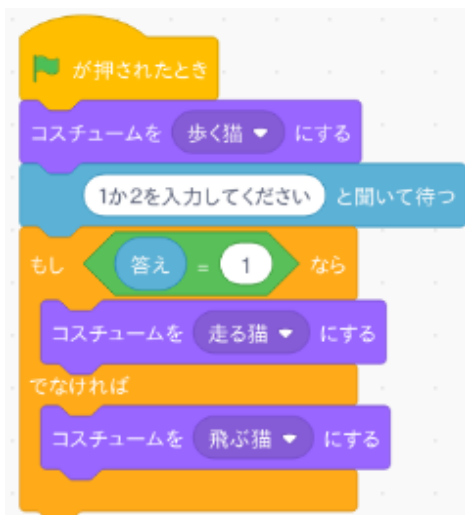 が押されたとき
コスチュームを 歩く猫 にする
1か2を入力してください と聞いて待つ
もし 答え = 1 なら
コスチュームを 走る猫 にする
でなければ
コスチュームを 飛ぶ猫 にする